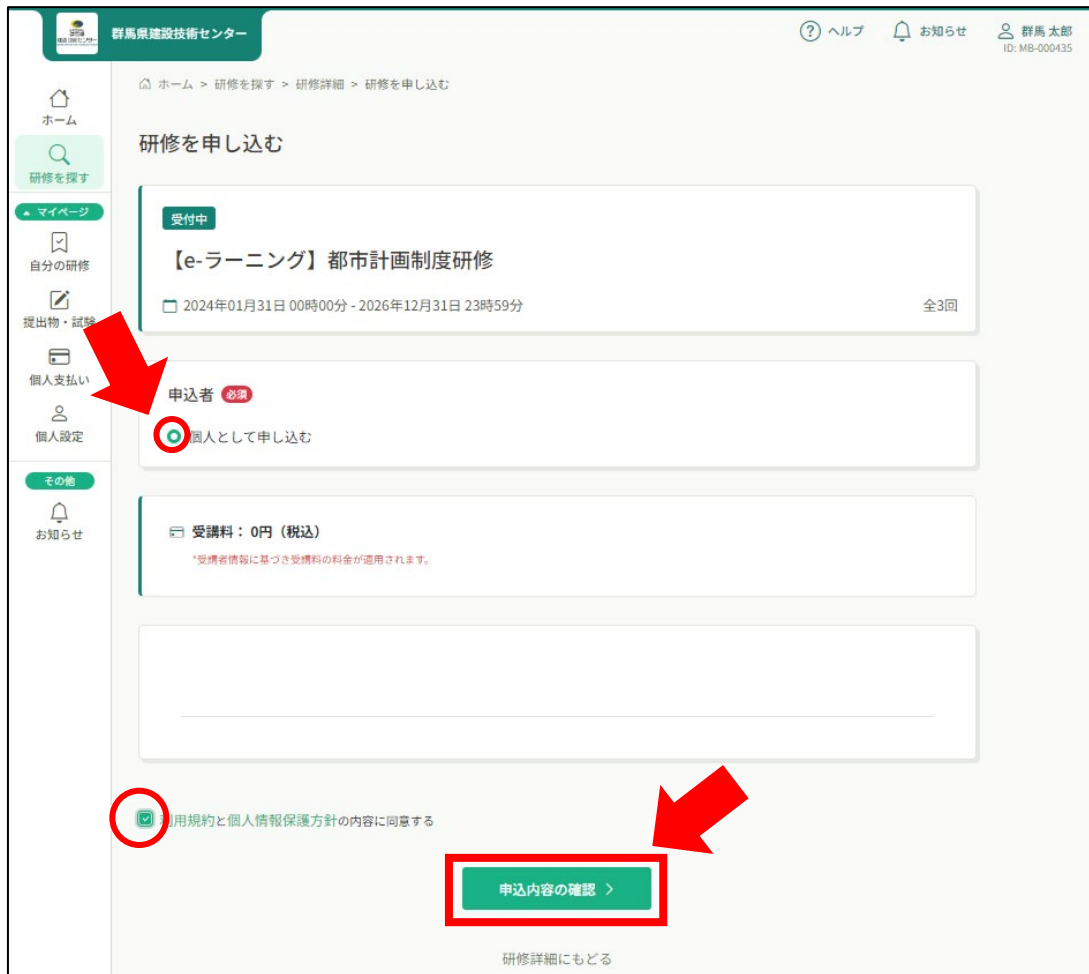 群馬県建設技術センター
ヘルプ
お知らせ
群馬 太郎
ID: MB-000435
ホーム > 研修を探す > 研修詳細 > 研修を申し込む
ホーム
研修を探す
マイページ
自分の研修
提出物・試験
個人支払い
個人設定
その他
お知らせ
研修を申し込む
受付中
【e-ラーニング】都市計画制度研修
2024年01月31日 00時00分 - 2026年12月31日 23時59分
全3回
申込者 必須
個人として申し込む
受講料： 0円（税込）
*受講者情報に基づき受講料の料金が適用されます。
利用規約と個人情報保護方針の内容に同意する
申込内容の確認 >
研修詳細にもどる